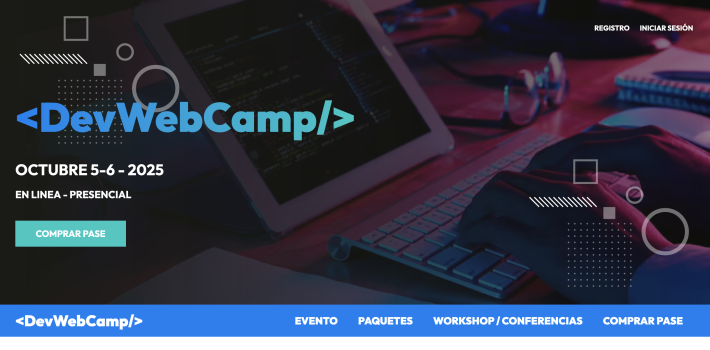 REGISTRO INICIAR SESIÓN
<DevWebCamp/>
OCTUBRE 5-6 - 2025
EN LINEA - PRESENCIAL
COMPRAR PASE
<DevWebCamp/> EVENTO PAQUETES WORKSHOP / CONFERENCIAS COMPRAR PASE